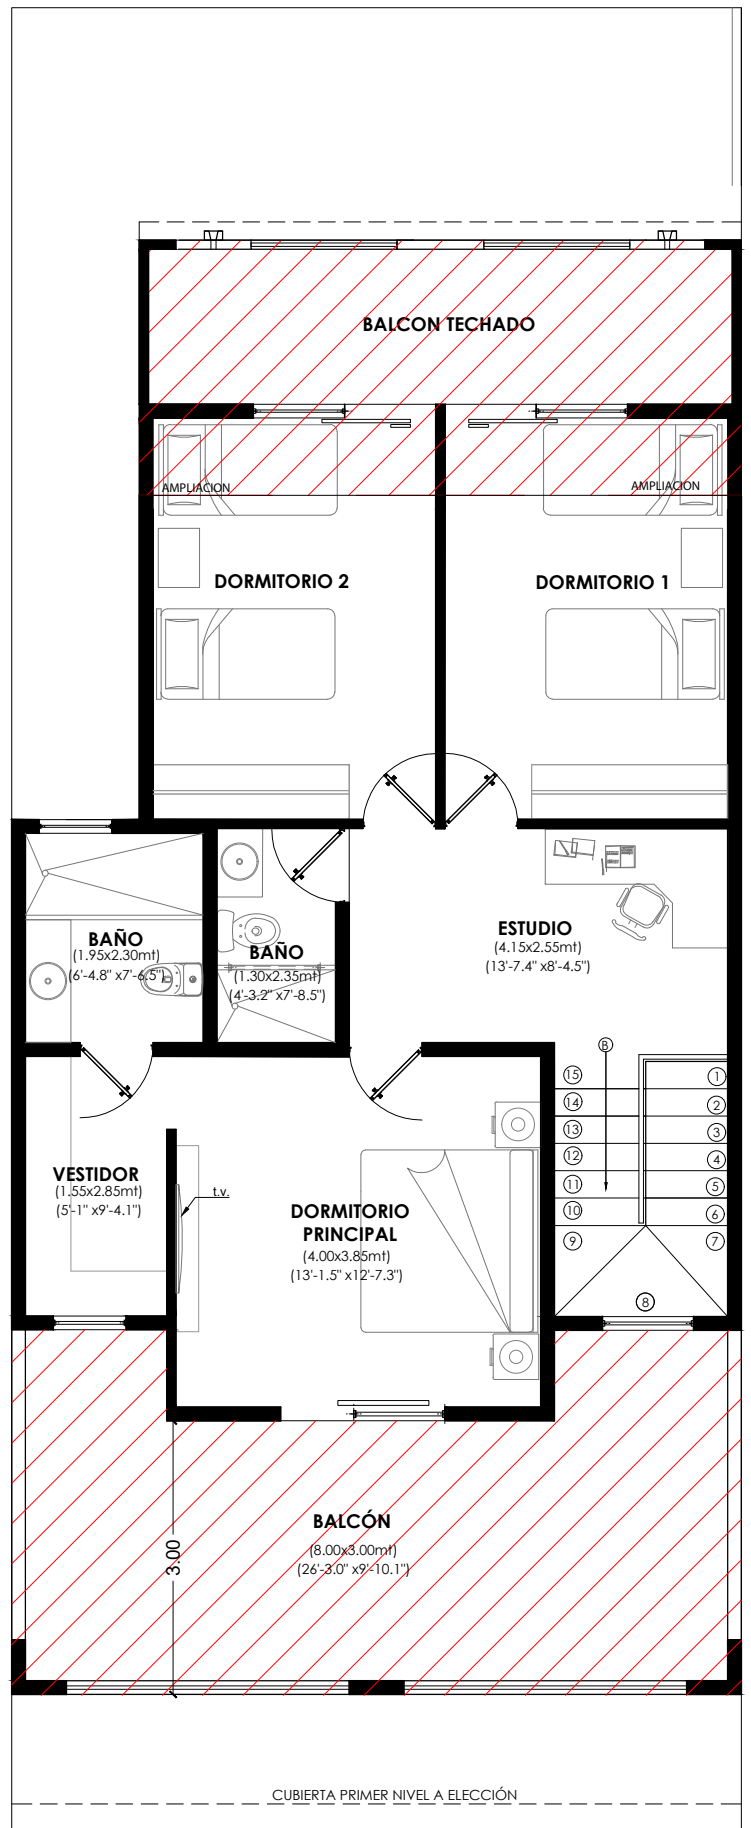 BALCON TECHADO
AMPLIACION
AMPLIACION
DORMITORIO 2
DORMITORIO 1
BAÑO
(1.95x2.30mt)
(6'-4.8" x7'-6.5")
BAÑO
(1.30x2.35mt)
(4'-3.2" x7'-8.5")
ESTUDIO
(4.15x2.55mt)
(13'-7.4" x8'-4.5")
B
15
14
13
12
11
10
9
8
1
2
3
4
5
6
7
VESTIDOR
(1.55x2.85mt)
(5'-1" x9'-4.1")
t.v.
DORMITORIO
PRINCIPAL
(4.00x3.85mt)
(13'-1.5" x12'-7.3")
BALCÓN
(8.00x3.00mt)
(26'-3.0" x9'-10.1")
3.00
CUBIERTA PRIMER NIVEL A ELECCIÓN